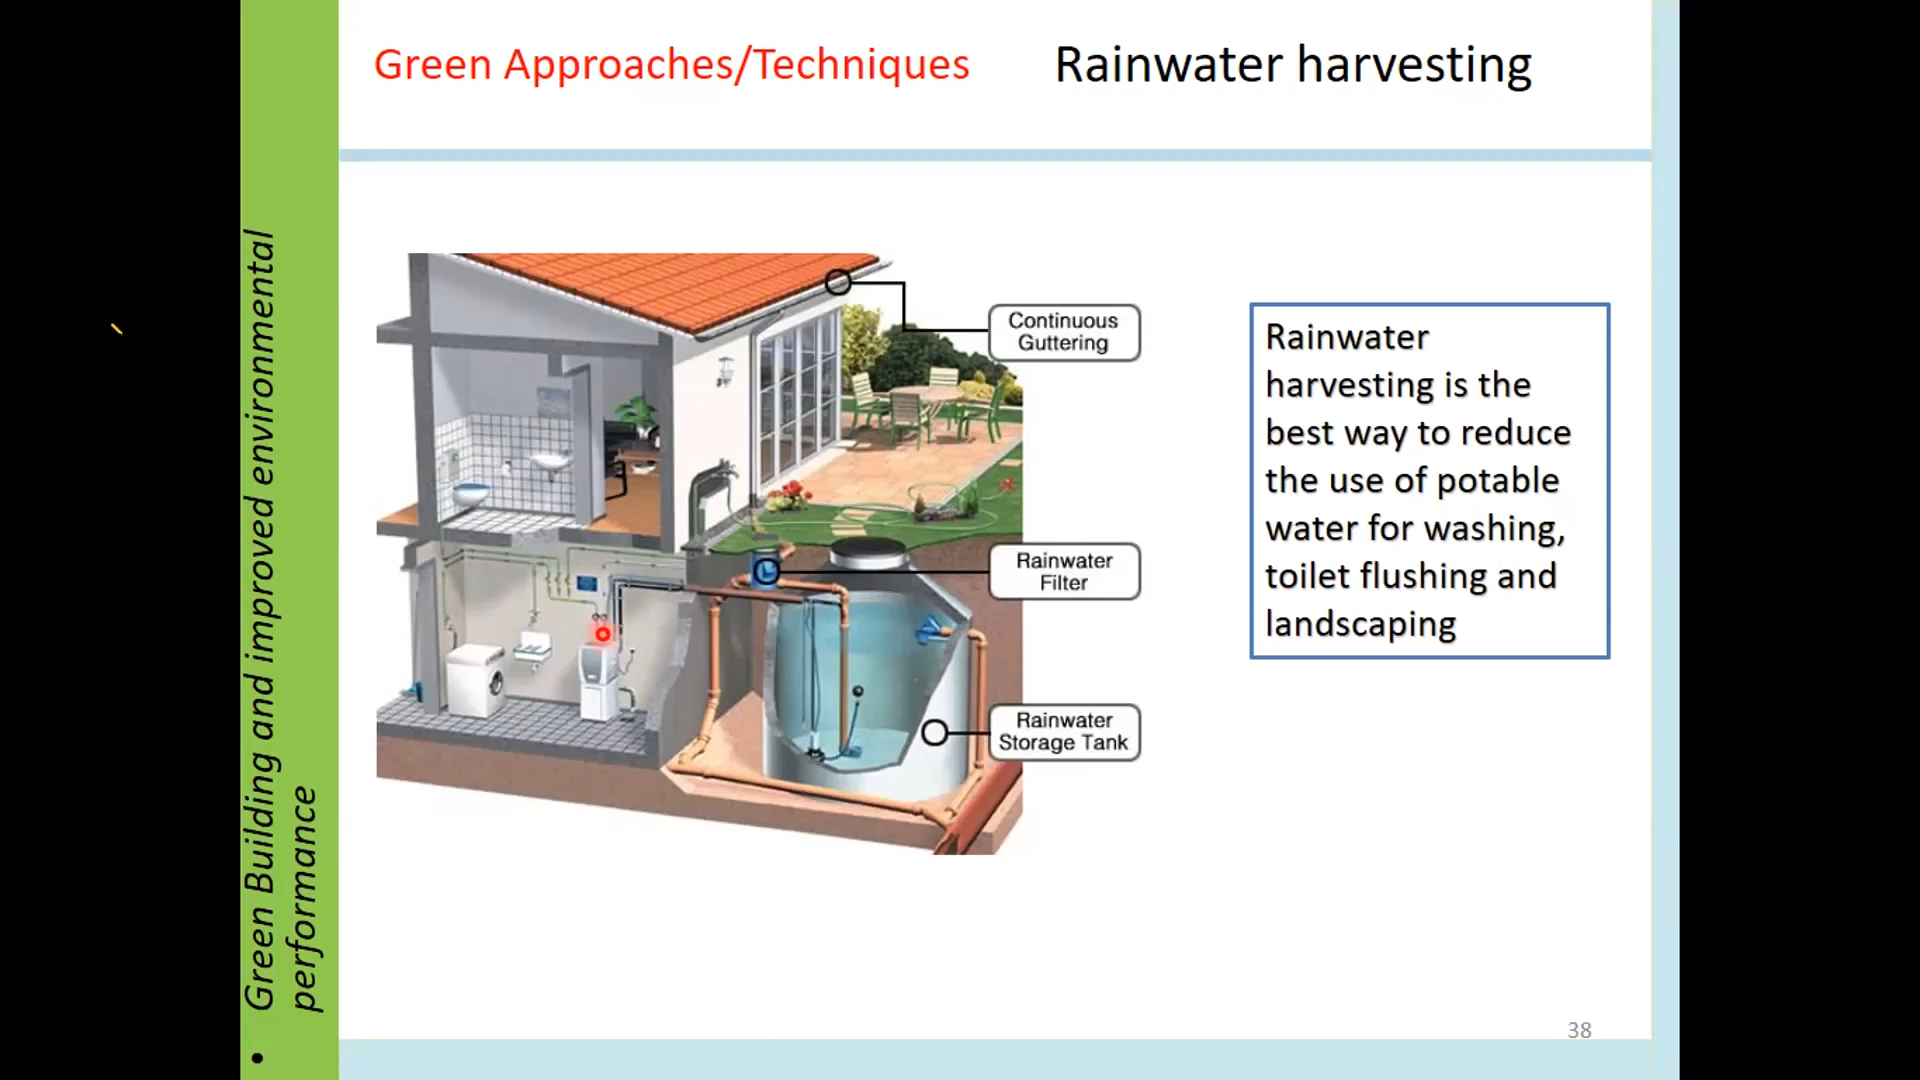 Green Approaches/Techniques
Rainwater harvesting
• Green Building and improved environmental
performance
Continuous
Guttering
Rainwater
Filter
Rainwater
Storage Tank
Rainwater
harvesting is the
best way to reduce
the use of potable
water for washing,
toilet flushing and
landscaping
38